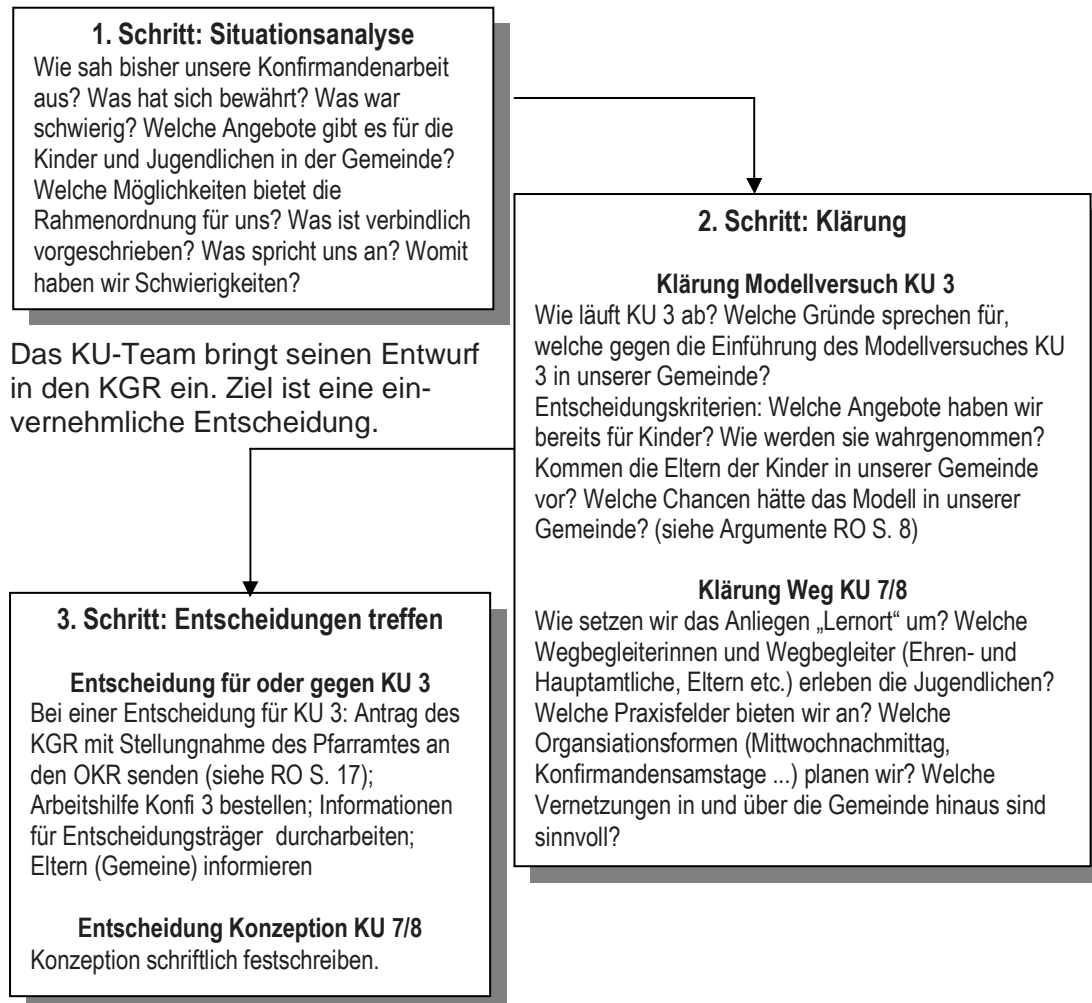 1. Schritt: Situationsanalyse
Wie sah bisher unsere Konfirmandenarbeit
aus? Was hat sich bewährt? Was war
schwierig? Welche Angebote gibt es für die
Kinder und Jugendlichen in der Gemeinde?
Welche Möglichkeiten bietet die
Rahmenordnung für uns? Was ist verbindlich
vorgeschrieben? Was spricht uns an? Womit
haben wir Schwierigkeiten?
2. Schritt: Klärung
Klärung Modellversuch KU 3
Wie läuft KU 3 ab? Welche Gründe sprechen für,
welche gegen die Einführung des Modellversuches KU
3 in unserer Gemeinde?
Entscheidungskriterien: Welche Angebote haben wir
bereits für Kinder? Wie werden sie wahrgenommen?
Kommen die Eltern der Kinder in unserer Gemeinde
vor? Welche Chancen hätte das Modell in unserer
Gemeinde? (siehe Argumente RO S. 8)
Klärung Weg KU 7/8
Wie setzen wir das Anliegen „Lernort“ um? Welche
Wegbegleiterinnen und Wegbegleiter (Ehren- und
Hauptamtliche, Eltern etc.) erleben die Jugendlichen?
Welche Praxisfelder bieten wir an? Welche
Organsiationsformen (Mittwochnachmittag,
Konfirmandensamstage ...) planen wir? Welche
Vernetzungen in und über die Gemeinde hinaus sind
sinnvoll?
Das KU-Team bringt seinen Entwurf
in den KGR ein. Ziel ist eine ein-
vernehmliche Entscheidung.
3. Schritt: Entscheidungen treffen
Entscheidung für oder gegen KU 3
Bei einer Entscheidung für KU 3: Antrag des
KGR mit Stellungnahme des Pfarramtes an
den OKR senden (siehe RO S. 17);
Arbeitshilfe Konfi 3 bestellen; Informationen
für Entscheidungsträger durcharbeiten;
Eltern (Gemeine) informieren
Entscheidung Konzeption KU 7/8
Konzeption schriftlich festschreiben.